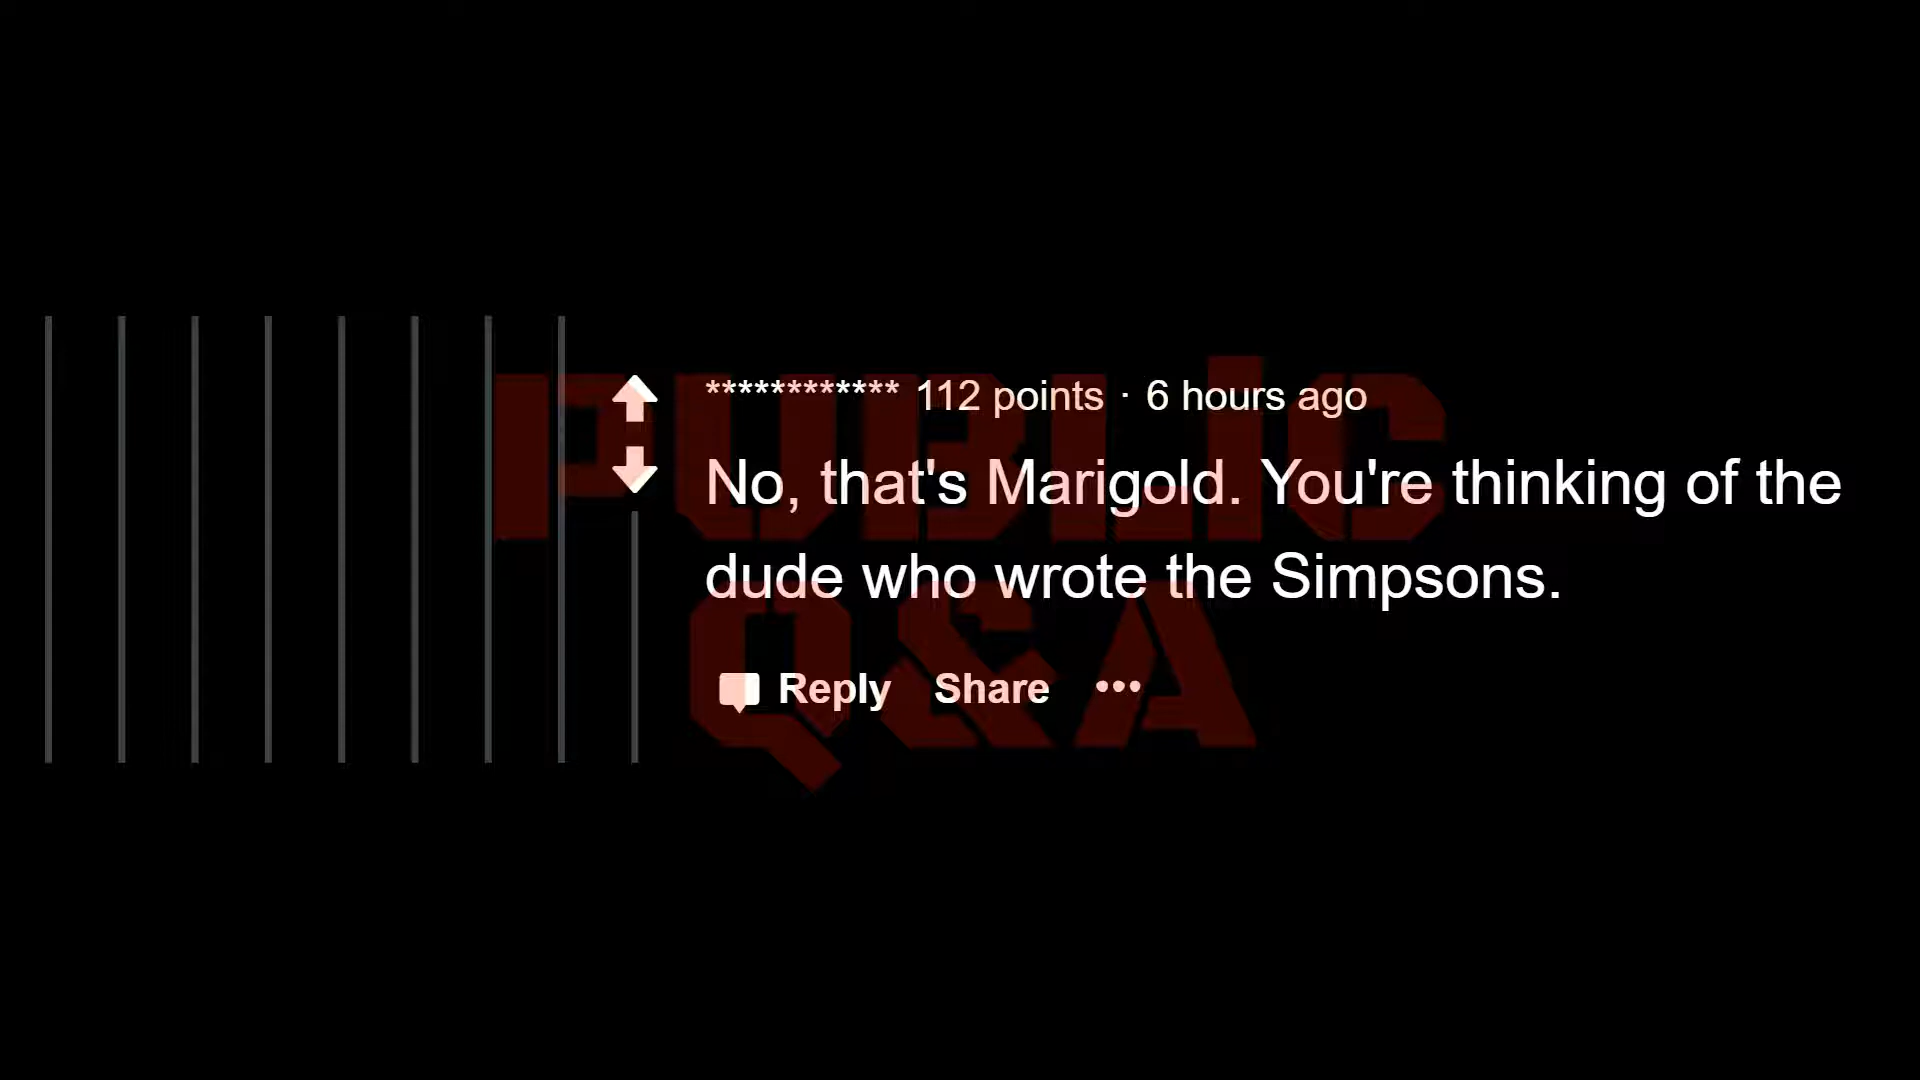 ************ 112 points · 6 hours ago
No, that's Marigold. You're thinking of the
dude who wrote the Simpsons.
Reply Share •••
PUBLIC
Q&A